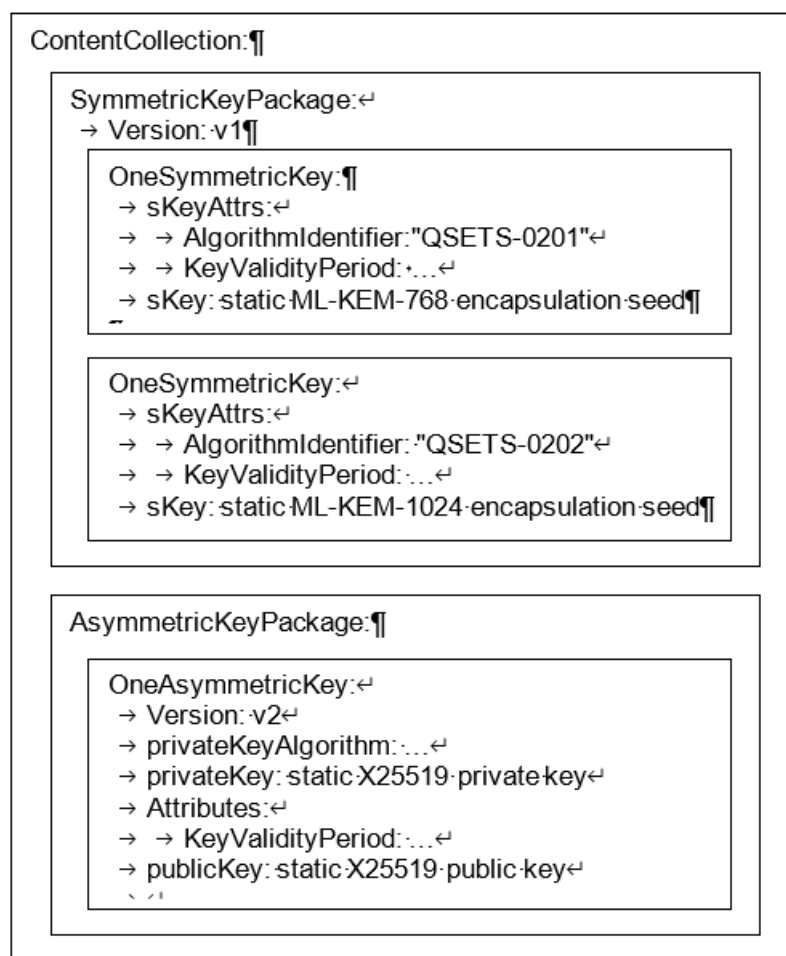 ContentCollection:¶
SymmetricKeyPackage:↵
→ Version:·v1¶
OneSymmetricKey:¶
→ sKeyAttrs:↵
→ → AlgorithmIdentifier:"QSETS-0201"↵
→ → KeyValidityPeriod:·…↵
→ sKey:·static·ML-KEM-768·encapsulation·seed¶
¶
OneSymmetricKey:↵
→ sKeyAttrs:↵
→ → AlgorithmIdentifier:·"QSETS-0202"↵
→ → KeyValidityPeriod:·…↵
→ sKey:·static·ML-KEM-1024·encapsulation·seed¶
AsymmetricKeyPackage:¶
OneAsymmetricKey:↵
→ Version:·v2↵
→ privateKeyAlgorithm:·…↵
→ privateKey:·static·X25519·private·key↵
→ Attributes:↵
→ → KeyValidityPeriod:·…↵
→ publicKey:·static·X25519·public·key↵